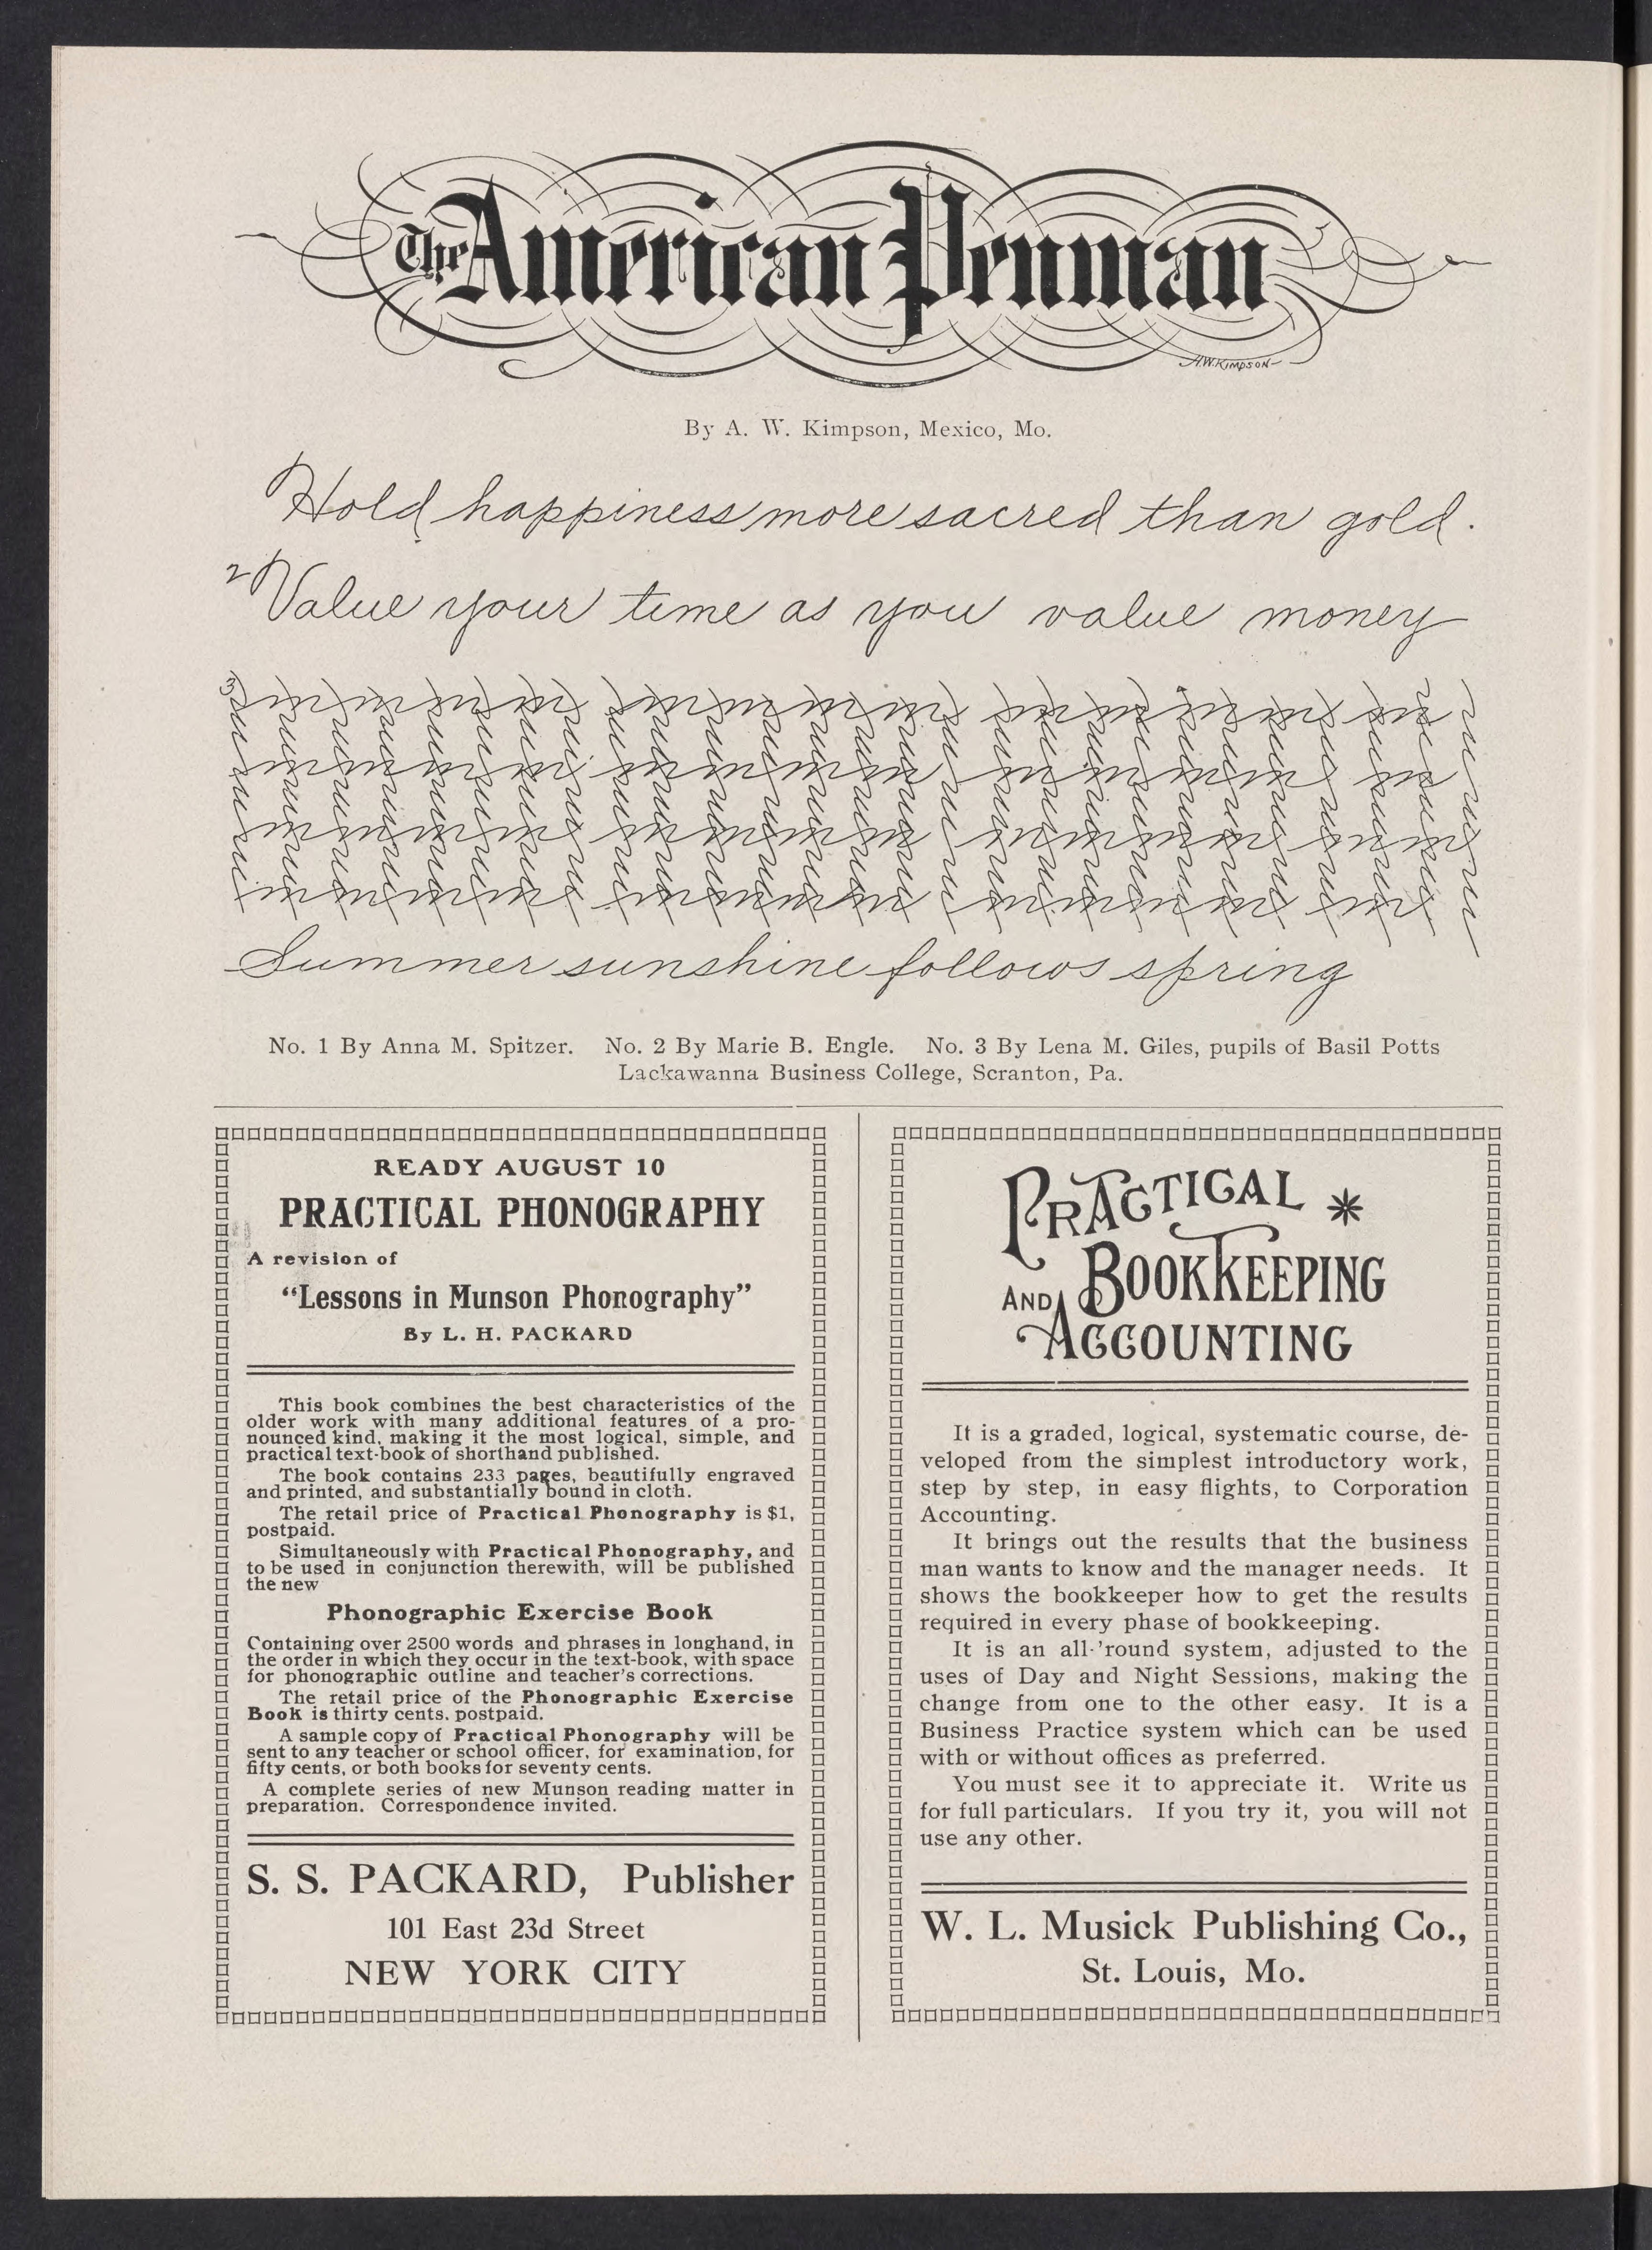 The American Penman
A.W. KIMPSON
By A. W. Kimpson, Mexico, Mo.
Hold happiness more sacred than gold.
2 Value your time as you value money
3
Summer sunshine follows spring
No. 1 By Anna M. Spitzer. No. 2 By Marie B. Engle. No. 3 By Lena M. Giles, pupils of Basil Potts
Lackawanna Business College, Scranton, Pa.
READY AUGUST 10
PRACTICAL PHONOGRAPHY
A revision of
“Lessons in Munson Phonography”
By L. H. PACKARD
This book combines the best characteristics of the
older work with many additional features of a pro-
nounced kind, making it the most logical, simple, and
practical text-book of shorthand published.
The book contains 233 pages, beautifully engraved
and printed, and substantially bound in cloth.
The retail price of Practical Phonography is $1,
postpaid.
Simultaneously with Practical Phonography, and
to be used in conjunction therewith, will be published
the new
Phonographic Exercise Book
Containing over 2500 words and phrases in longhand, in
the order in which they occur in the text-book, with space
for phonographic outline and teacher's corrections.
The retail price of the Phonographic Exercise
Book is thirty cents. postpaid.
A sample copy of Practical Phonography will be
sent to any teacher or school officer, for examination, for
fifty cents, or both books for seventy cents.
A complete series of new Munson reading matter in
preparation. Correspondence invited.
S. S. PACKARD, Publisher
101 East 23d Street
NEW YORK CITY
PRACTICAL
AND BOOKKEEPING
ACCOUNTING
It is a graded, logical, systematic course, de-
veloped from the simplest introductory work,
step by step, in easy flights, to Corporation
Accounting.
It brings out the results that the business
man wants to know and the manager needs. It
shows the bookkeeper how to get the results
required in every phase of bookkeeping.
It is an all-'round system, adjusted to the
uses of Day and Night Sessions, making the
change from one to the other easy. It is a
Business Practice system which can be used
with or without offices as preferred.
You must see it to appreciate it. Write us
for full particulars. If you try it, you will not
use any other.
W. L. Musick Publishing Co.,
St. Louis, Mo.